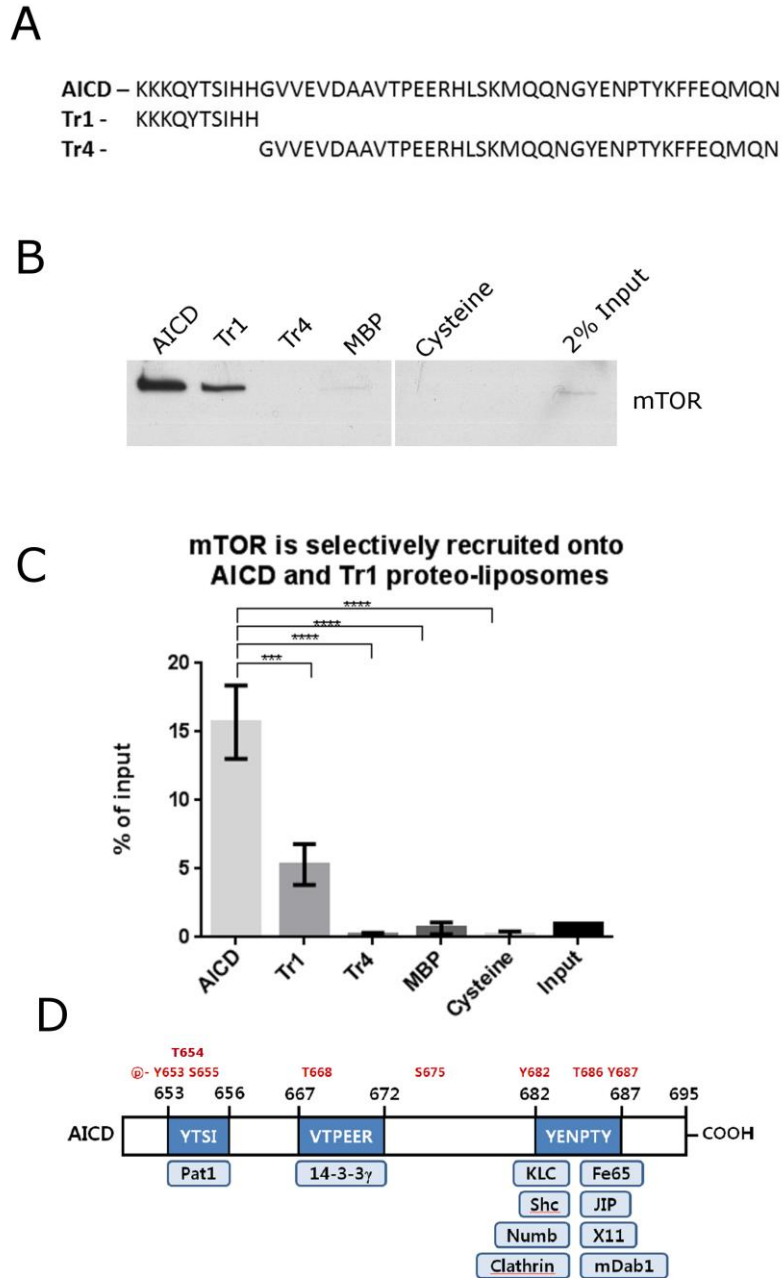 A
AICD – KKKQYTSIHHGVVEVDAAVTPEERHLSKMQQNGYENPTYKFFEQMQN
Tr1 - KKKQYTSIHH
Tr4 - GVVEVDAAVTPEERHLSKMQQNGYENPTYKFFEQMQN
B
AICD Tr1 Tr4 MBP Cysteine 2% Input
mTOR
C
mTOR is selectively recruited onto
AICD and Tr1 proteo-liposomes
****
****
****
***
20
15
10
5
0
% of input
AICD Tr1 Tr4 MBP Cysteine Input
D
T654
ⓟ- Y653 S655 T668 S675 Y682 T686 Y687
653 656 667 672 682 687 695
AICD YTSI VTPEER YENPTY COOH
Pat1 14-3-3γ KLC Fe65
Shc JIP
Numb X11
Clathrin mDab1